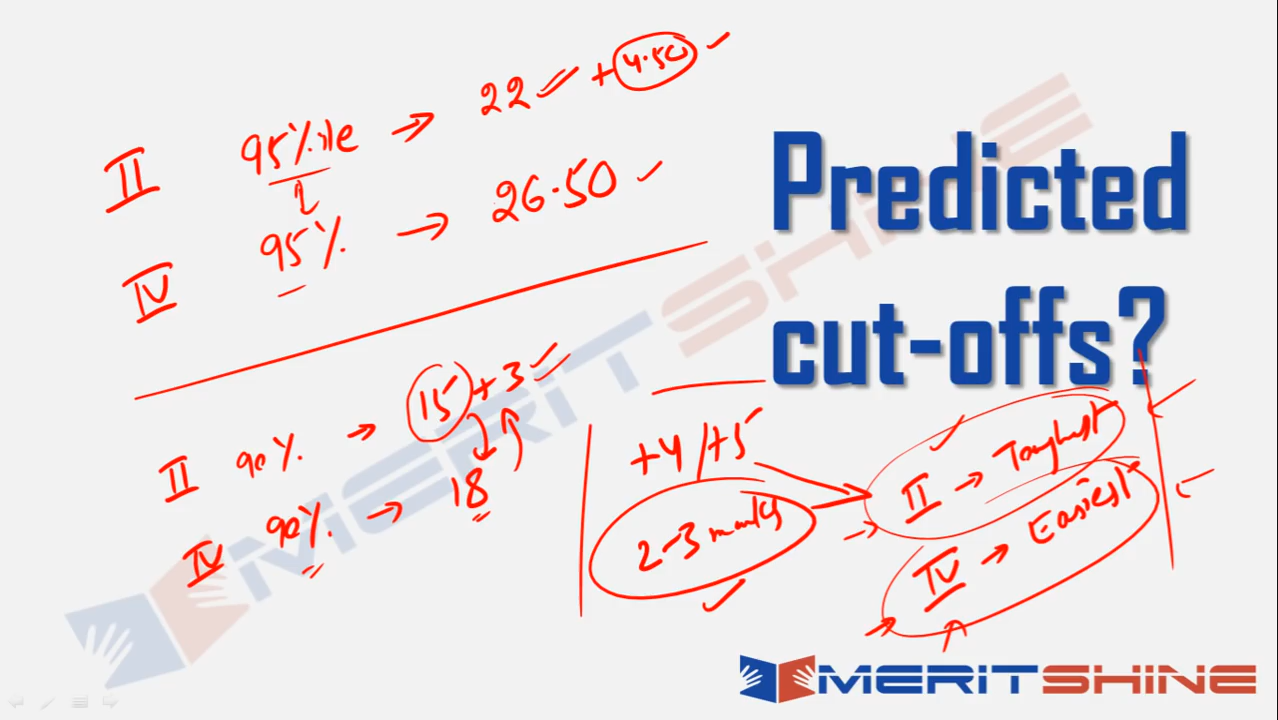 II 95%ile → 22 + 4.50
IV 95% → 26.50
Predicted
cut-offs?
II 90% → 15 + 3
IV 90% → 18
+4/+5
2-3 marks
II → Toughest
IV → Easiest
MERITSHINE
MERITSHINE